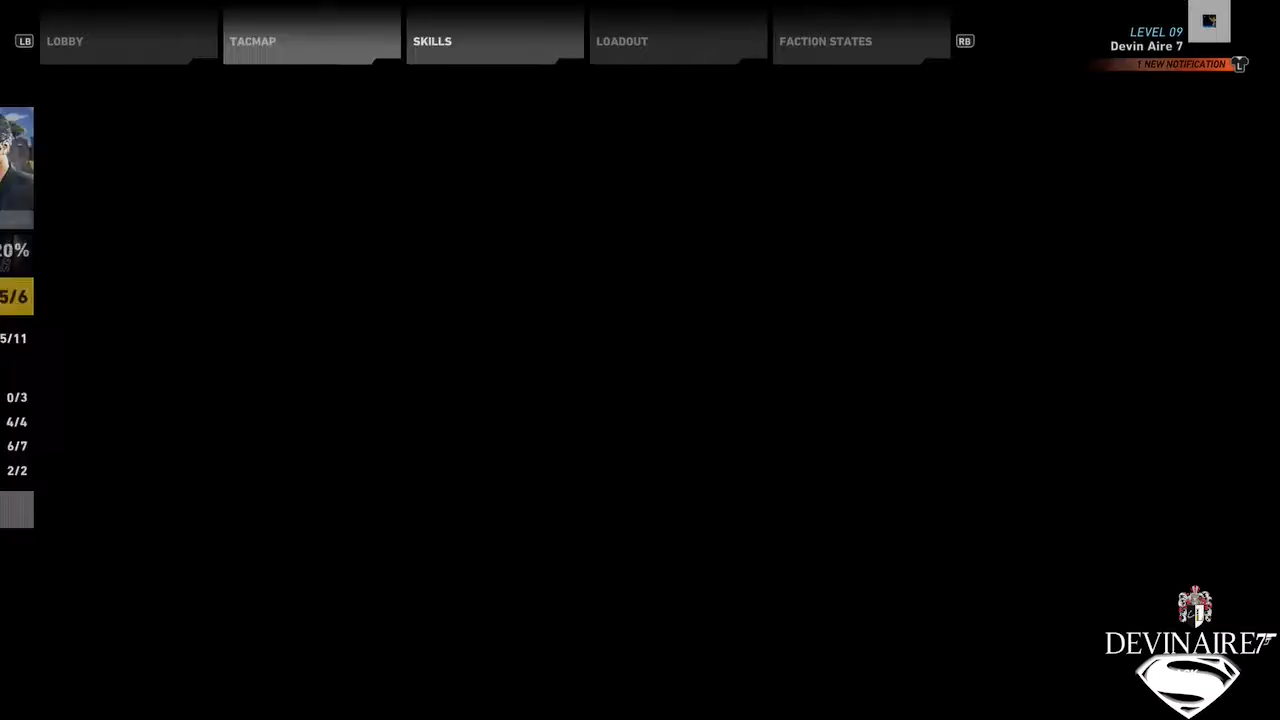 LB
LOBBY
TACMAP
SKILLS
LOADOUT
FACTION STATES
RB
LEVEL 09
Devin Aire 7
1 NEW NOTIFICATION
L
20%
5/6
5/11
0/3
4/4
6/7
2/2
DEVINAIRE7